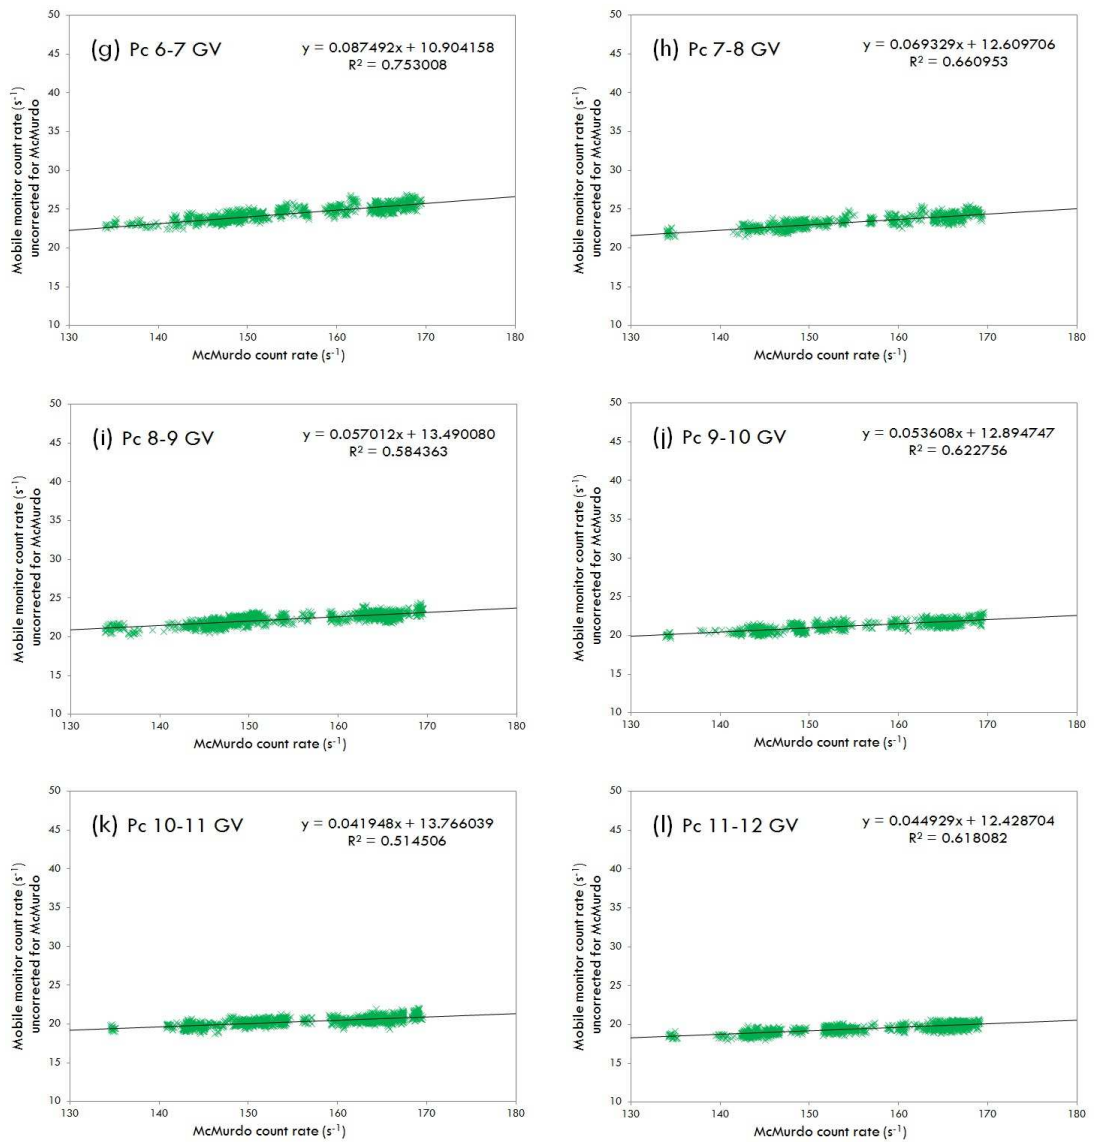 (g) Pc 6-7 GV
y = 0.087492x + 10.904158
R² = 0.753008
Mobile monitor count rate (s⁻¹)
uncorrected for McMurdo
50
45
40
35
30
25
20
15
10
130 140 150 160 170 180
McMurdo count rate (s⁻¹)
(h) Pc 7-8 GV
y = 0.069329x + 12.609706
R² = 0.660953
Mobile monitor count rate (s⁻¹)
uncorrected for McMurdo
50
45
40
35
30
25
20
15
10
130 140 150 160 170 180
McMurdo count rate (s⁻¹)
(i) Pc 8-9 GV
y = 0.057012x + 13.490080
R² = 0.584363
Mobile monitor count rate (s⁻¹)
uncorrected for McMurdo
50
45
40
35
30
25
20
15
10
130 140 150 160 170 180
McMurdo count rate (s⁻¹)
(j) Pc 9-10 GV
y = 0.053608x + 12.894747
R² = 0.622756
Mobile monitor count rate (s⁻¹)
uncorrected for McMurdo
50
45
40
35
30
25
20
15
10
130 140 150 160 170 180
McMurdo count rate (s⁻¹)
(k) Pc 10-11 GV
y = 0.041948x + 13.766039
R² = 0.514506
Mobile monitor count rate (s⁻¹)
uncorrected for McMurdo
50
45
40
35
30
25
20
15
10
130 140 150 160 170 180
McMurdo count rate (s⁻¹)
(l) Pc 11-12 GV
y = 0.044929x + 12.428704
R² = 0.618082
Mobile monitor count rate (s⁻¹)
uncorrected for McMurdo
50
45
40
35
30
25
20
15
10
130 140 150 160 170 180
McMurdo count rate (s⁻¹)